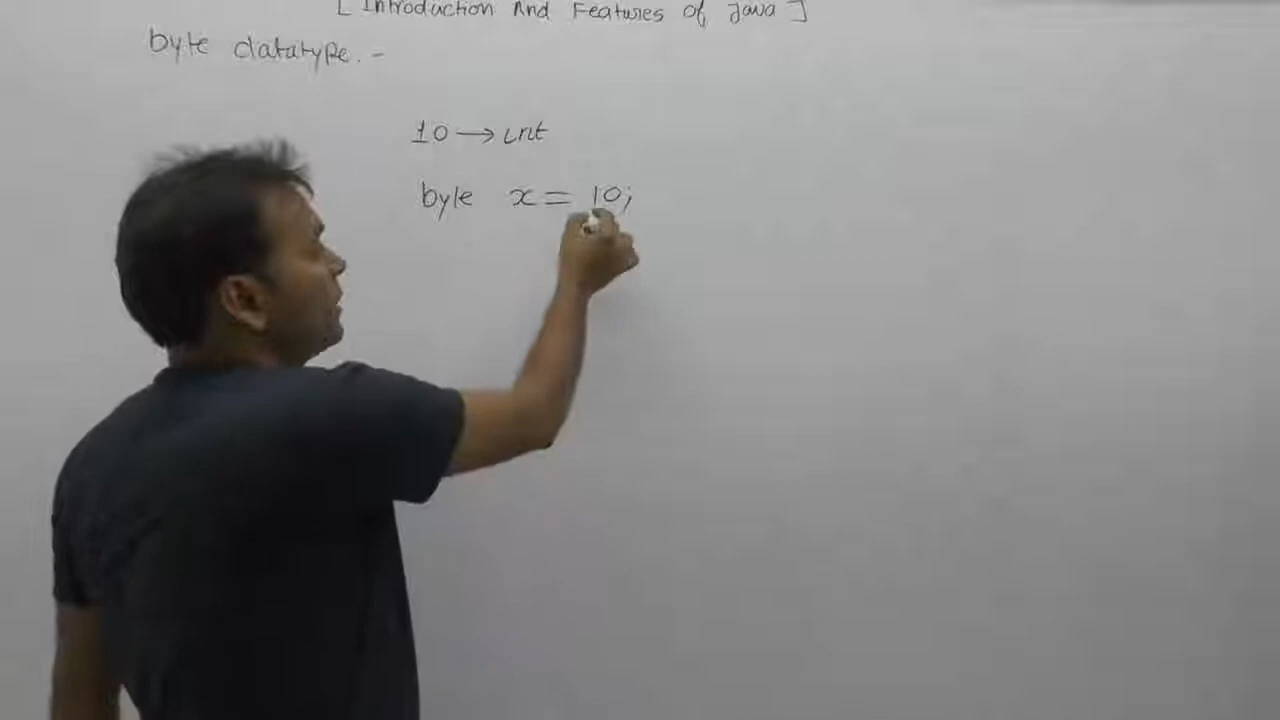 [ Introduction And Features of Java ]
byte datatype. -
10 → int
byte x = 10;